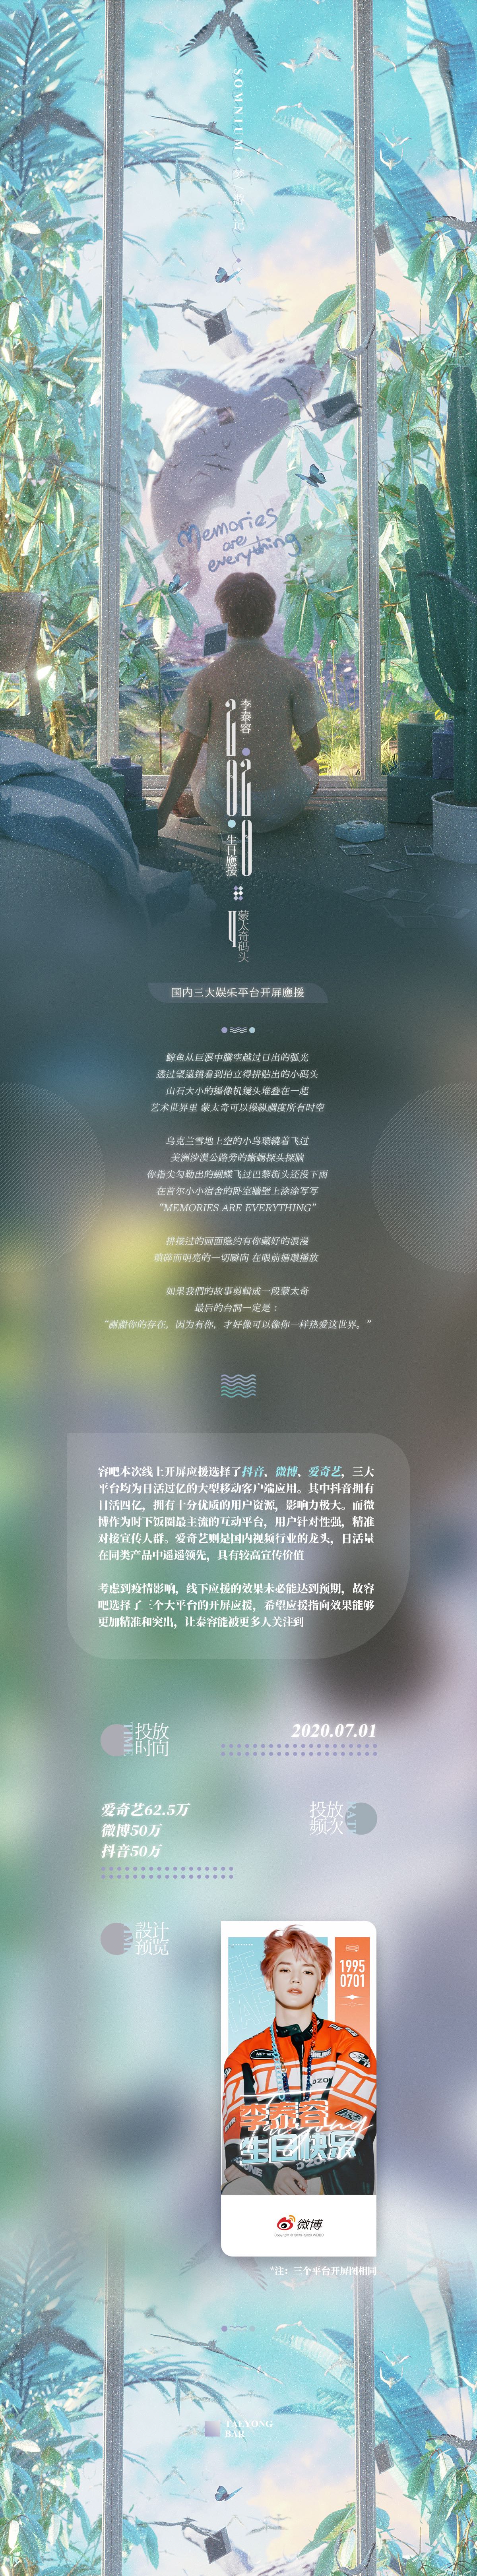 SOMNIUM
Memories
are
everything
李泰容
2020
生日應援
蒙太奇码头
国内三大娱乐平台开屏應援
鯨鱼从巨浪中騰空越过日出的弧光
透过望遠镜看到拍立得拼贴出的小码头
山石大小的攝像机镜头堆叠在一起
艺术世界里 蒙太奇可以操縱調度所有时空
乌克兰雪地上空的小鸟環繞着飞过
美洲沙漠公路旁的蜥蜴探头探脑
你指尖勾勒出的蝴蝶飞过巴黎街头还没下雨
在首尔小小宿舍的卧室牆壁上涂涂写写
“MEMORIES ARE EVERYTHING”
拼接过的画面隐约有你藏好的浪漫
瑣碎而明亮的一切瞬间 在眼前循環播放
如果我們的故事剪輯成一段蒙太奇
最后的台詞一定是：
“謝謝你的存在，因为有你，才好像可以像你一样热爱这世界。”
容吧本次线上开屏应援选择了抖音、微博、爱奇艺，三大
平台均为日活过亿的大型移动客户端应用。其中抖音拥有
日活四亿，拥有十分优质的用户资源，影响力极大。而微
博作为时下饭圈最主流的互动平台，用户针对性强，精准
对接宣传人群。爱奇艺则是国内视频行业的龙头，日活量
在同类产品中遥遥领先，具有较高宣传价值
考虑到疫情影响，线下应援的效果未必能达到预期，故容
吧选择了三个大平台的开屏应援，希望应援指向效果能够
更加精准和突出，让泰容能被更多人关注到
投放
时间
TIME
2020.07.01
爱奇艺62.5万
微博50万
抖音50万
投放
频次
設计
预览
1995
0701
李泰容
Taeyong
生日快乐
微博
*注：三个平台开屏图相同
TAEYONG
BAR